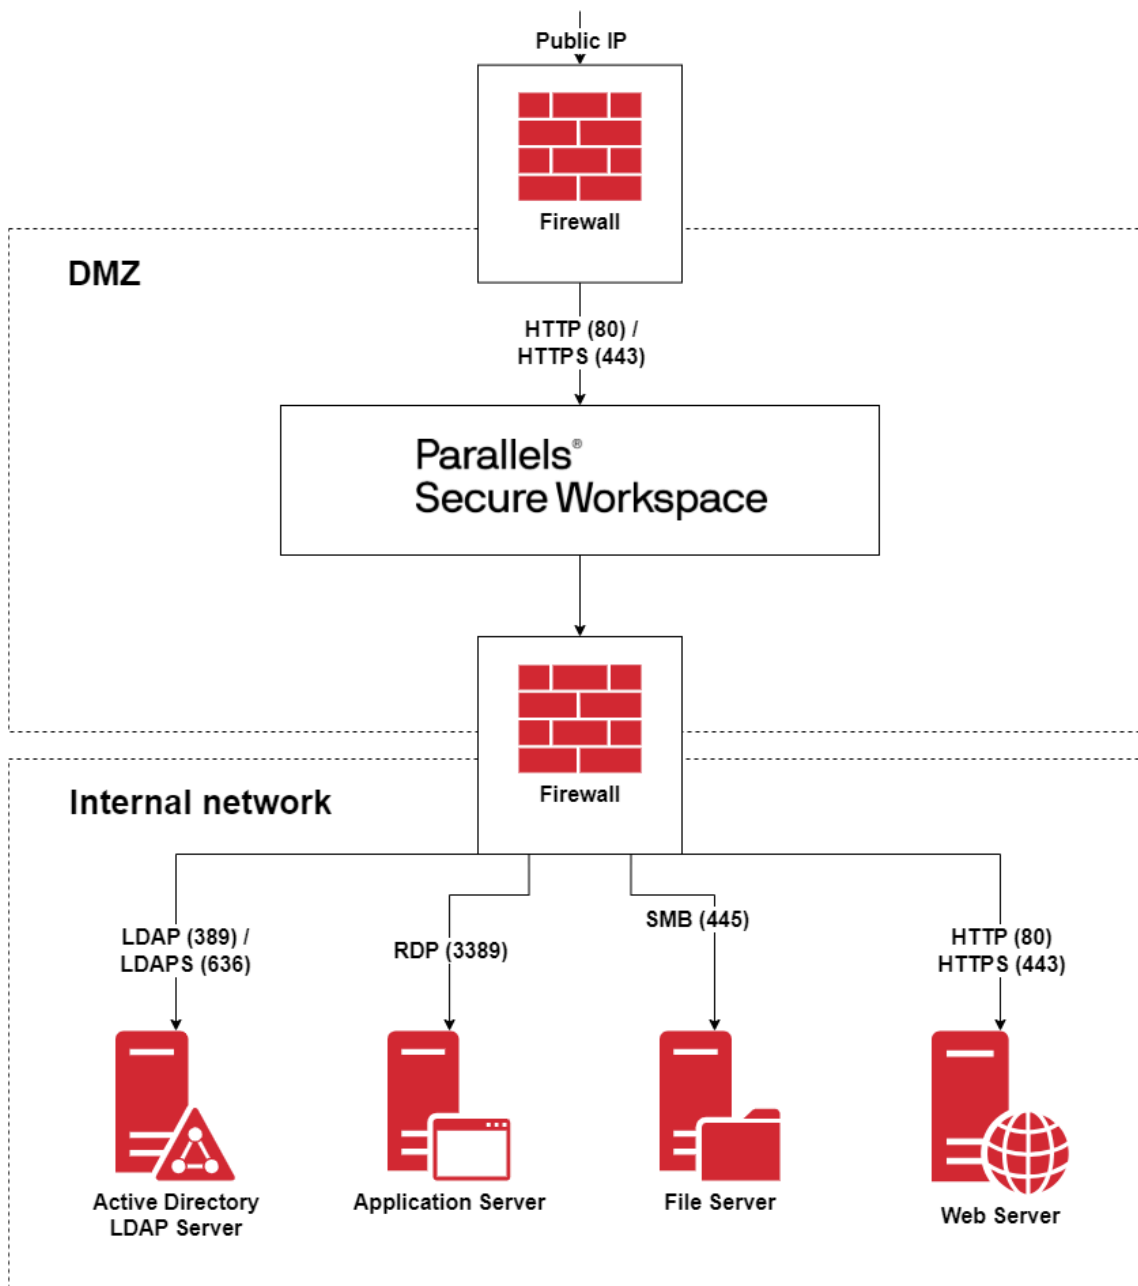 Public IP
Firewall
DMZ
HTTP (80) /
HTTPS (443)
Parallels®
Secure Workspace
Firewall
Internal network
LDAP (389) /
LDAPS (636)
RDP (3389)
SMB (445)
HTTP (80)
HTTPS (443)
Active Directory
LDAP Server
Application Server
File Server
Web Server